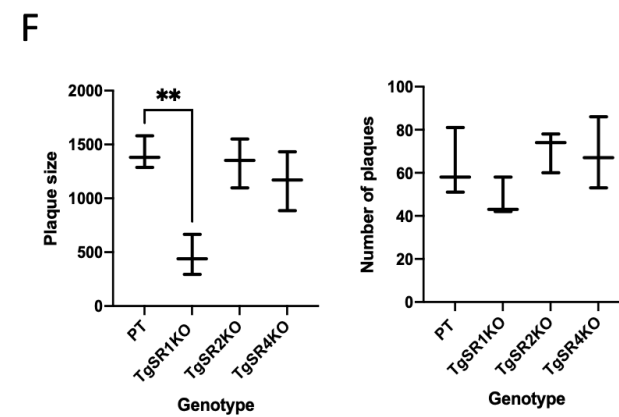 F
**
2000
1500
1000
500
0
Plaque size
PT
TgSR1KO
TgSR2KO
TgSR4KO
Genotype
100
80
60
40
20
0
Number of plaques
PT
TgSR1KO
TgSR2KO
TgSR4KO
Genotype